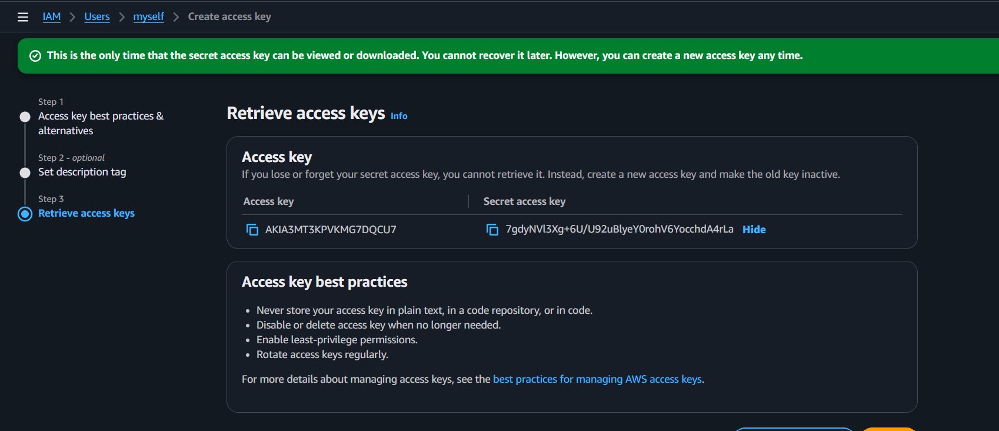 IAM > Users > myself > Create access key
This is the only time that the secret access key can be viewed or downloaded. You cannot recover it later. However, you can create a new access key any time.
Step 1
Access key best practices &
alternatives
Step 2 - optional
Set description tag
Step 3
Retrieve access keys
Retrieve access keys Info
Access key
If you lose or forget your secret access key, you cannot retrieve it. Instead, create a new access key and make the old key inactive.
Access key | Secret access key
AKIA3MT3KPVKMG7DQCU7 7gdyNVl3Xg+6U/U92uBlyeY0rohV6YocchdA4rLa Hide
Access key best practices
• Never store your access key in plain text, in a code repository, or in code.
• Disable or delete access key when no longer needed.
• Enable least-privilege permissions.
• Rotate access keys regularly.
For more details about managing access keys, see the best practices for managing AWS access keys.